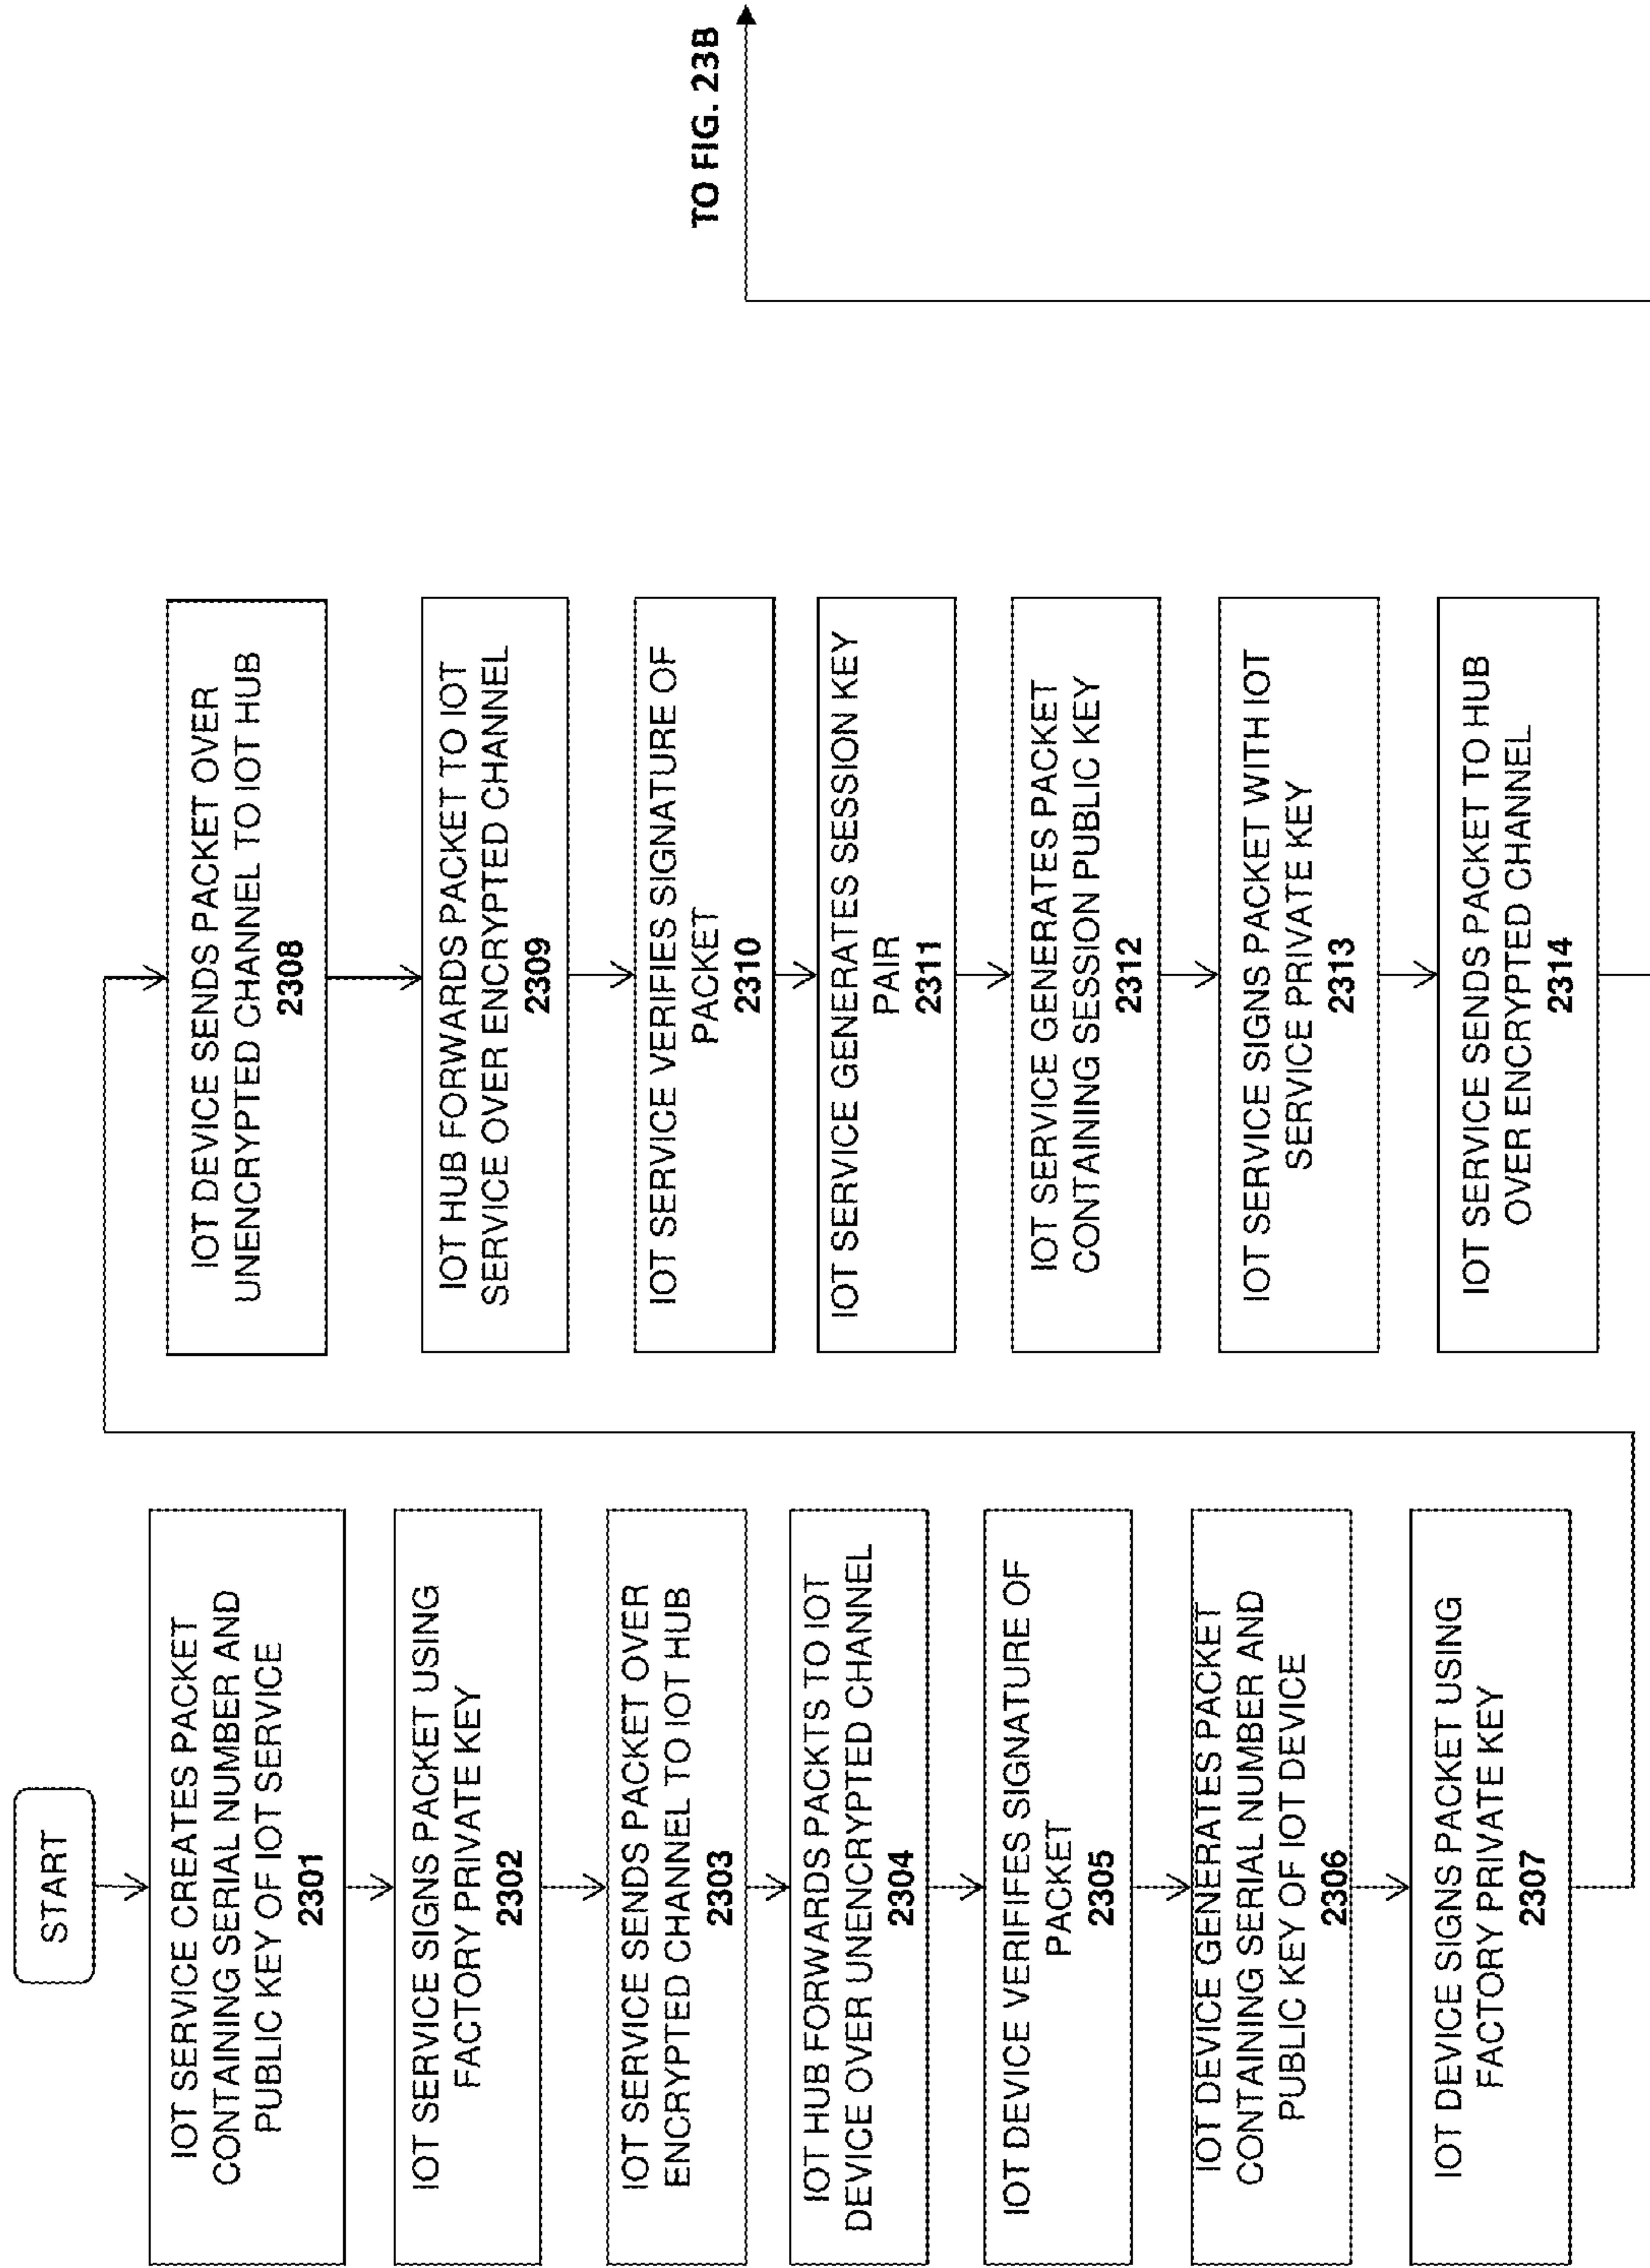 START
IOT SERVICE CREATES PACKET
CONTAINING SERIAL NUMBER AND
PUBLIC KEY OF IOT SERVICE
2301
IOT SERVICE SIGNS PACKET USING
FACTORY PRIVATE KEY
2302
IOT SERVICE SENDS PACKET OVER
ENCRYPTED CHANNEL TO IOT HUB
2303
IOT HUB FORWARDS PACKTS TO IOT
DEVICE OVER UNENCRYPTED CHANNEL
2304
IOT DEVICE VERIFIFES SIGNATURE OF
PACKET
2305
IOT DEVICE GENERATES PACKET
CONTAINING SERIAL NUMBER AND
PUBLIC KEY OF IOT DEVICE
2306
IOT DEVICE SIGNS PACKET USING
FACTORY PRIVATE KEY
2307
IOT DEVICE SENDS PACKET OVER
UNENCRYPTED CHANNEL TO IOT HUB
2308
IOT HUB FORWARDS PACKET TO IOT
SERVICE OVER ENCRYPTED CHANNEL
2309
IOT SERVICE VERIFIES SIGNATURE OF
PACKET
2310
IOT SERVICE GENERATES SESSION KEY
PAIR
2311
IOT SERVICE GENERATES PACKET
CONTAINING SESSION PUBLIC KEY
2312
IOT SERVICE SIGNS PACKET WITH IOT
SERVICE PRIVATE KEY
2313
IOT SERVICE SENDS PACKET TO HUB
OVER ENCRYPTED CHANNEL
2314
TO FIG. 23B